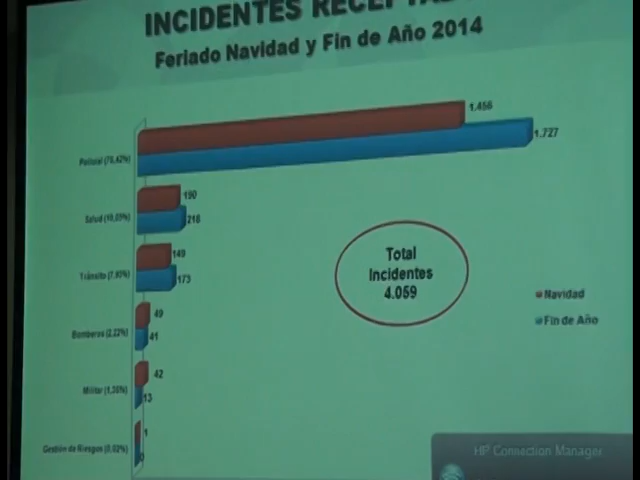 INCIDENTES RECEPTA
Feriado Navidad y Fin de Año 2014
1.456
Policial (78,42%)
1.727
190
Salud (10,05%)
218
149
Tránsito (7,93%)
173
49
Bomberos (2,22%)
41
42
Militar (1,36%)
13
1
Gestión de Riesgos (0,02%)
0
Total
Incidentes
4.059
Navidad
Fin de Año
HP Connection Manager